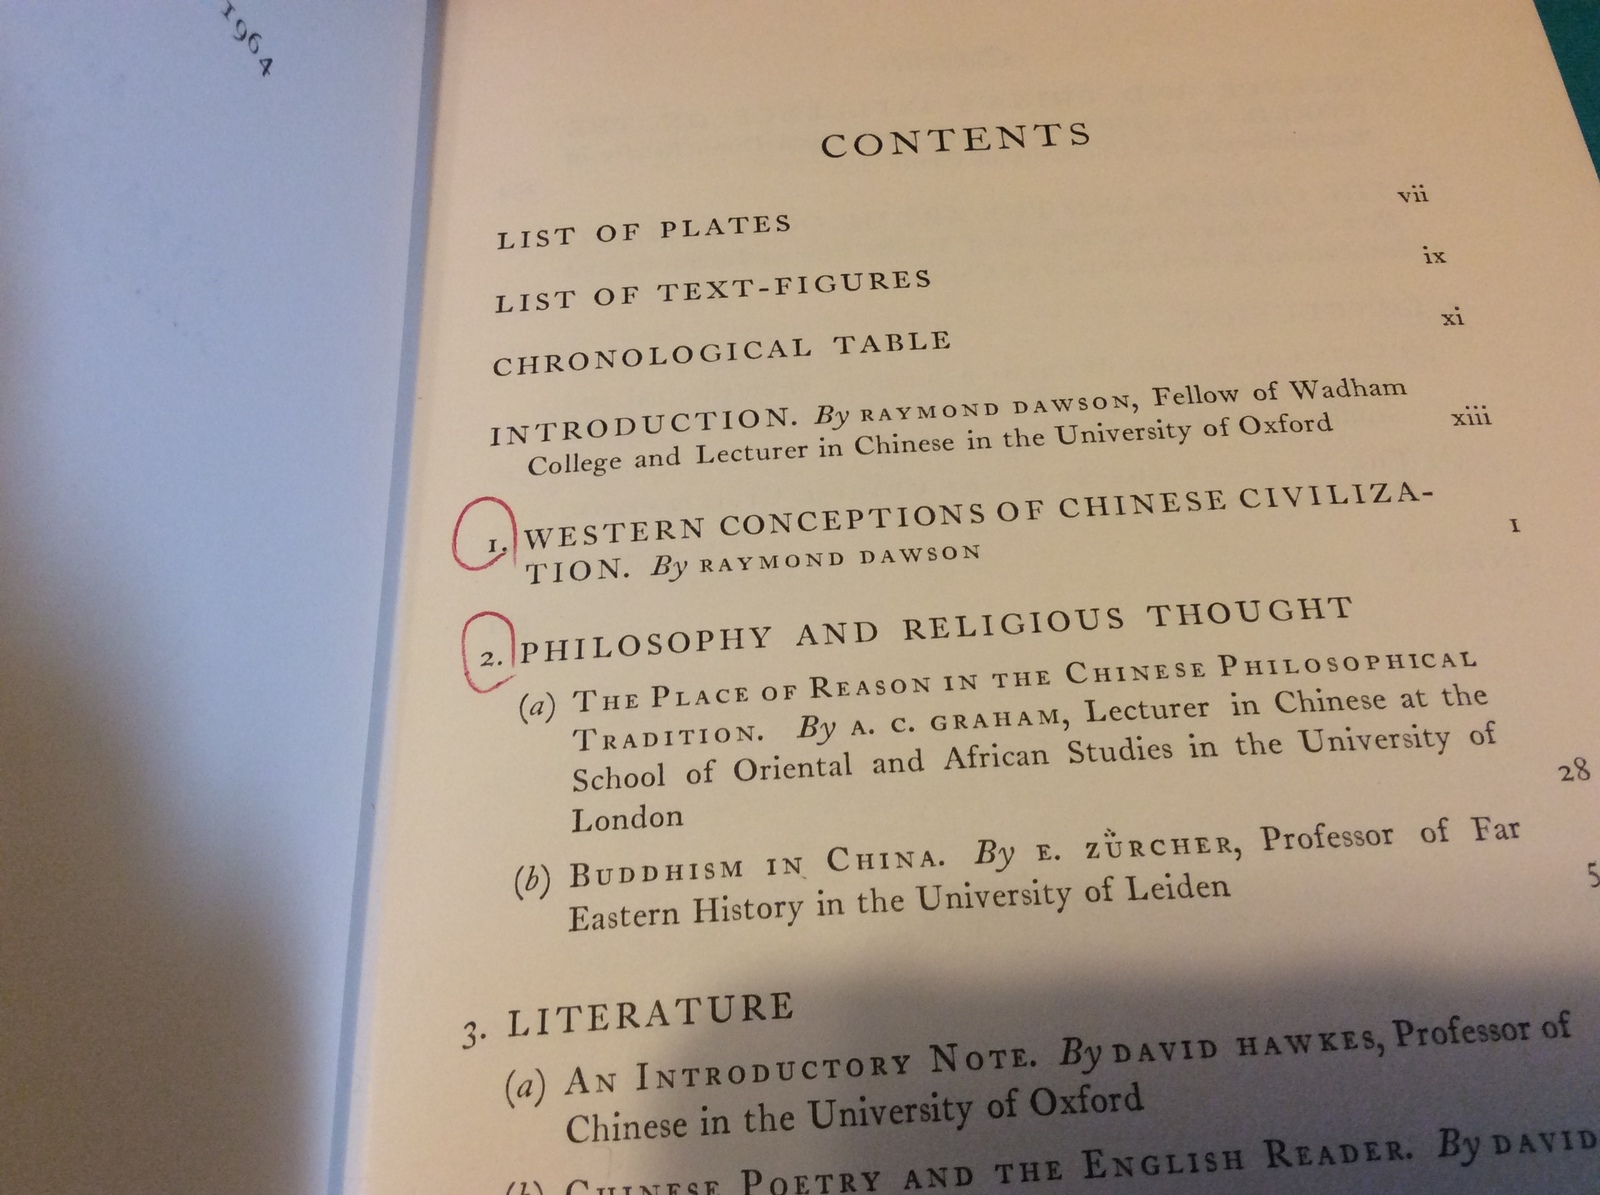 1964
CONTENTS
LIST OF PLATES vii
LIST OF TEXT-FIGURES ix
CHRONOLOGICAL TABLE xi
INTRODUCTION. By RAYMOND DAWSON, Fellow of Wadham
College and Lecturer in Chinese in the University of Oxford xiii
1. WESTERN CONCEPTIONS OF CHINESE CIVILIZA-
TION. By RAYMOND DAWSON 1
2. PHILOSOPHY AND RELIGIOUS THOUGHT
(a) THE PLACE OF REASON IN THE CHINESE PHILOSOPHICAL
TRADITION. By A. C. GRAHAM, Lecturer in Chinese at the
School of Oriental and African Studies in the University of
London 28
(b) BUDDHISM IN CHINA. By E. ZÜRCHER, Professor of Far
Eastern History in the University of Leiden 5
3. LITERATURE
(a) AN INTRODUCTORY NOTE. By DAVID HAWKES, Professor of
Chinese in the University of Oxford
(b) CHINESE POETRY AND THE ENGLISH READER. By DAVID